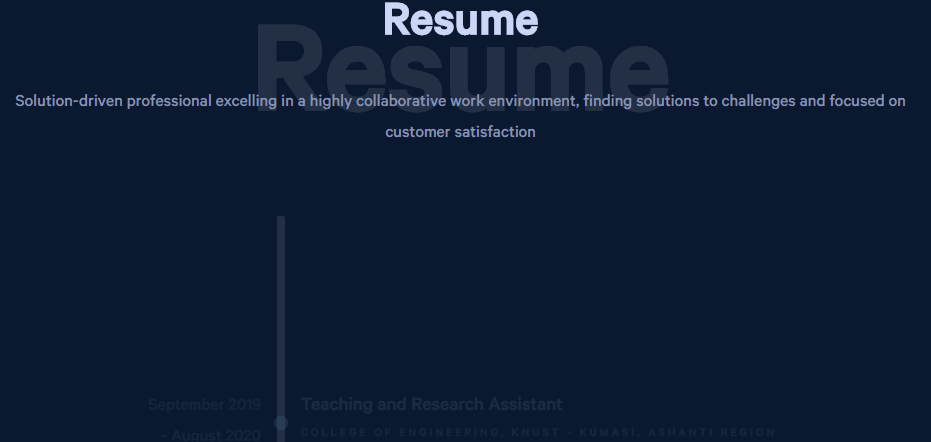 Resume
Resume
Solution-driven professional excelling in a highly collaborative work environment, finding solutions to challenges and focused on
customer satisfaction
September 2019
- August 2020
Teaching and Research Assistant
COLLEGE OF ENGINEERING, KNUST - KUMASI, ASHANTI REGION